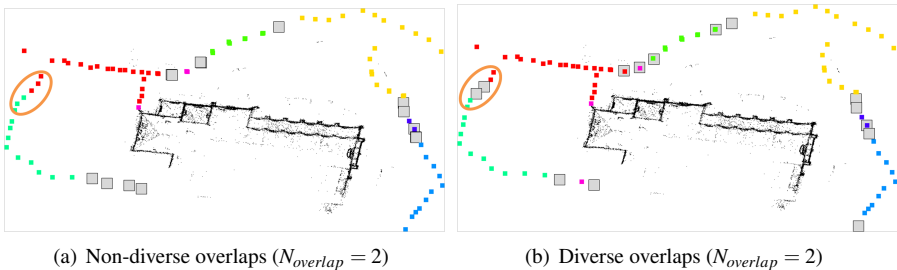 (a) Non-diverse overlaps (N_overlap = 2)
(b) Diverse overlaps (N_overlap = 2)